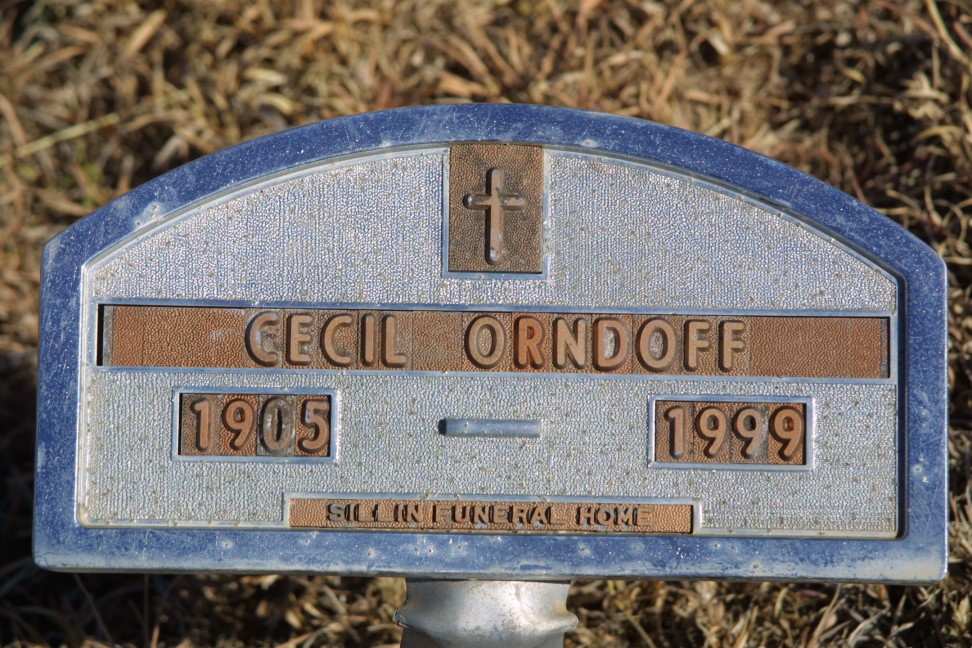 CECIL ORNDOFF
1905 — 1999
SILLIN FUNERAL HOME